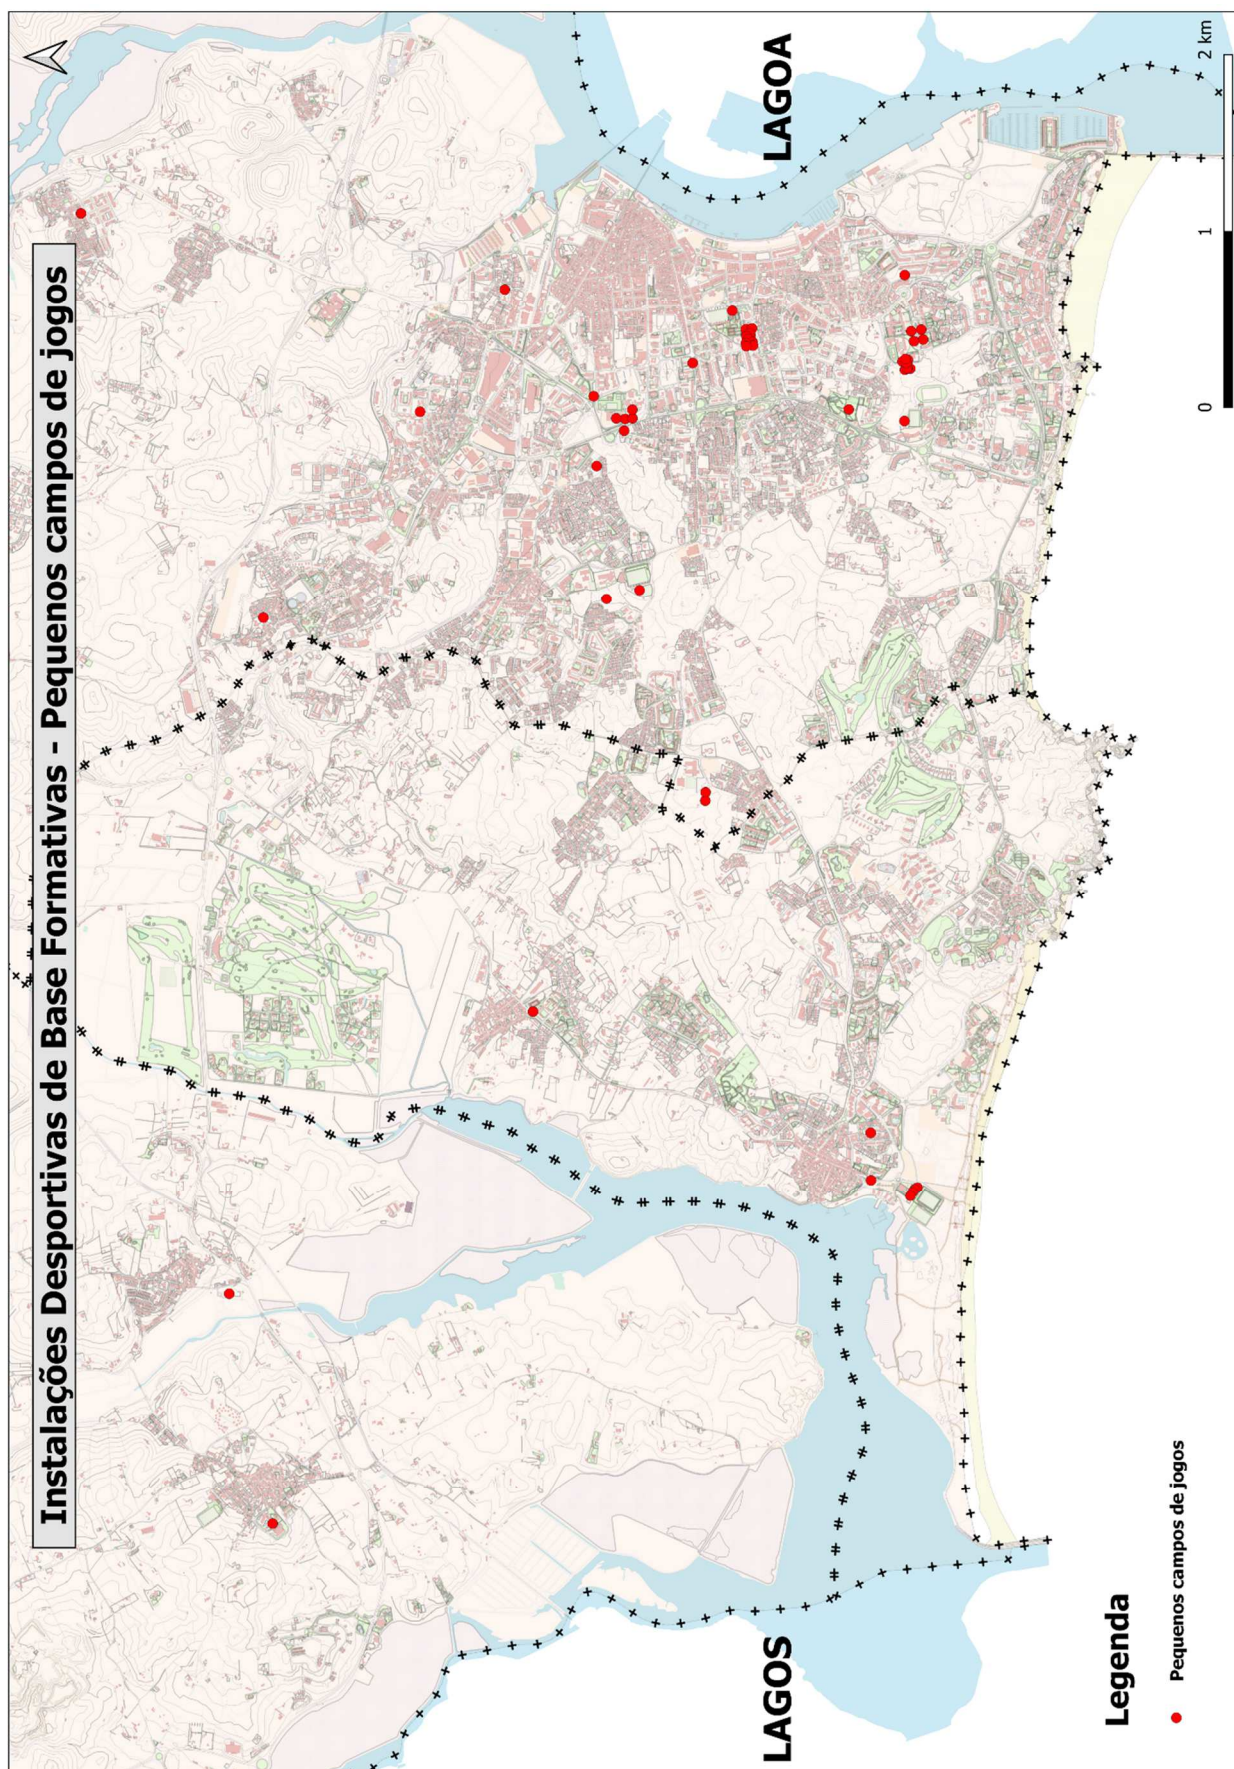 Instalações Desportivas de Base Formativas - Pequenos campos de jogos
LAGOS
LAGOA
Legenda
Pequenos campos de jogos
0 1 2 km